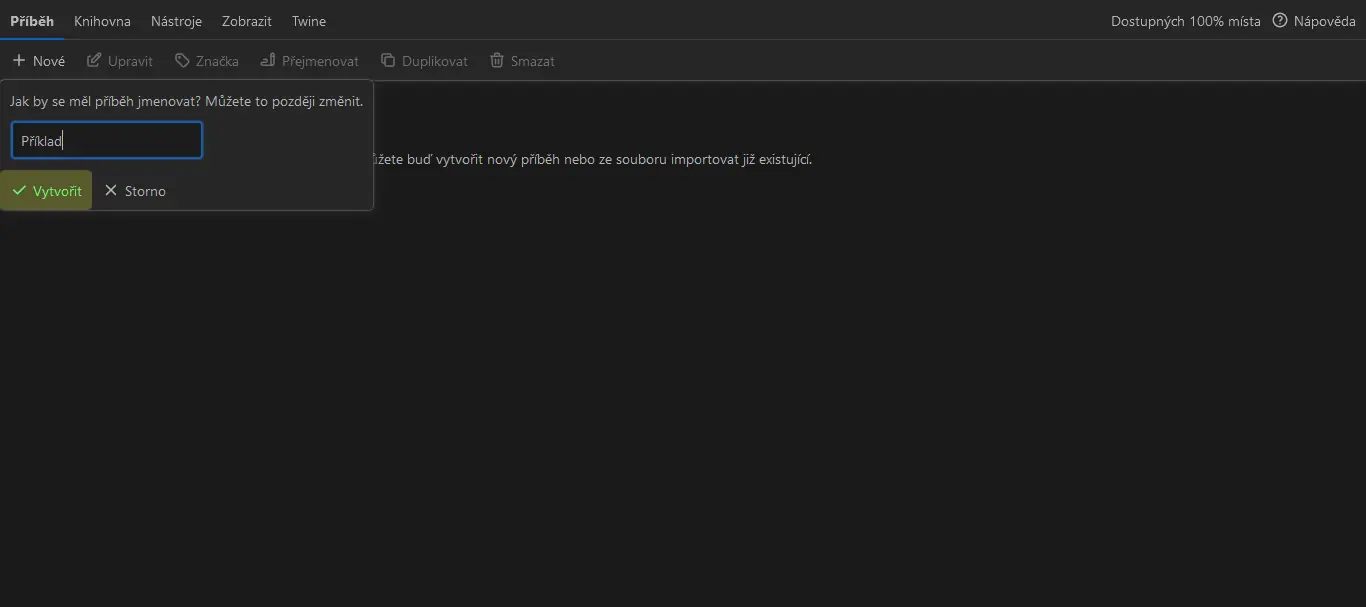 Příběh Knihovna Nástroje Zobrazit Twine Dostupných 100% místa Nápověda
Nové Upravit Značka Přejmenovat Duplikovat Smazat
Jak by se měl příběh jmenovat? Můžete to později změnit.
Příklad
buď vytvořit nový příběh nebo ze souboru importovat již existující.
Vytvořit Storno